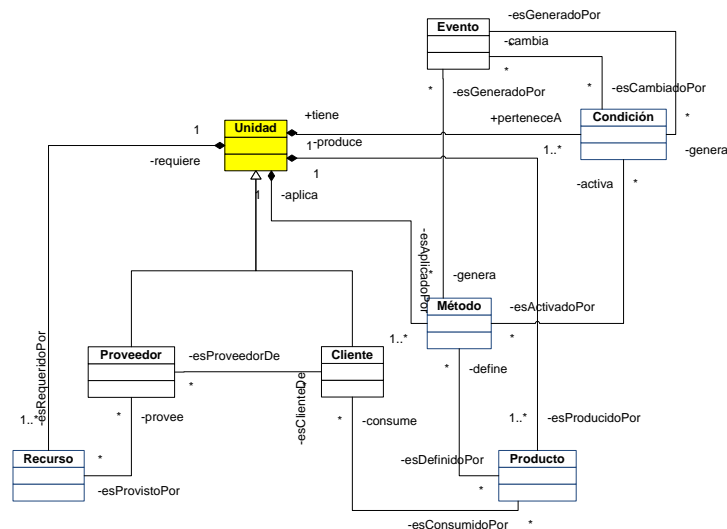 -esGeneradoPor
Evento
-cambia
*
*
*
*
-esCambiadoPor
-esGeneradoPor
Condición
*
-genera
+perteneceA
1..*
-activa
*
Unidad
+tiene
1
-produce
1
1
-requiere
1
-aplica
-esAplicadoPor
*
-genera
Método
-esActivadoPor
*
1..*
*
-define
Proveedor
-esProveedorDe
*
Cliente
*
-esClienteDe
*
-provee
*
-consume
-esRequeridoPor
1..*
Recurso
*
-esProvistoPor
1..*
-esProducidoPor
-esDefinidoPor
*
Producto
-esConsumidoPor
*